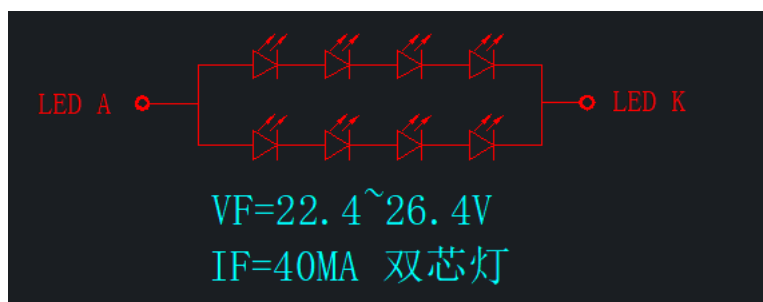 LED A
LED K
VF=22.4~26.4V
IF=40MA 双芯灯